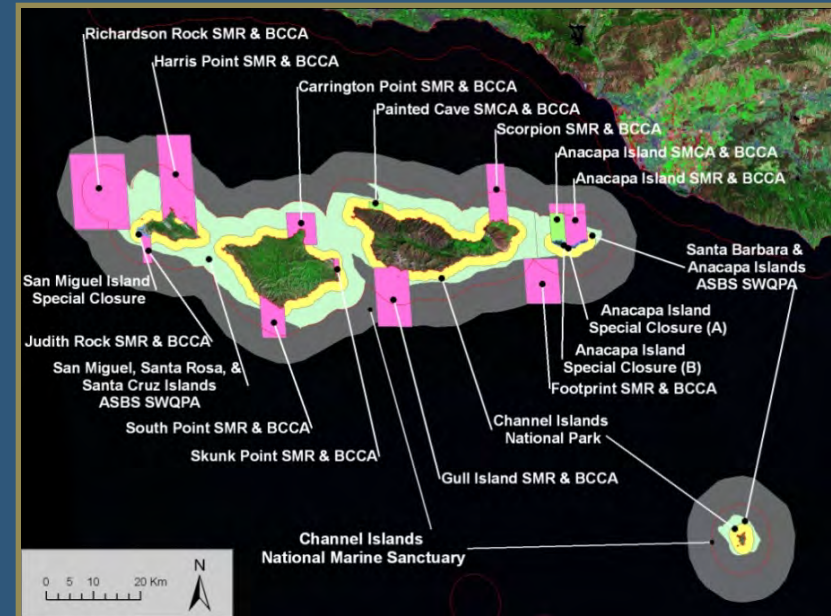 Richardson Rock SMR & BCCA
Harris Point SMR & BCCA
Carrington Point SMR & BCCA
Painted Cave SMCA & BCCA
Scorpion SMR & BCCA
Anacapa Island SMCA & BCCA
Anacapa Island SMR & BCCA
Santa Barbara &
Anacapa Islands
ASBS SWQPA
San Miguel Island
Special Closure
Anacapa Island
Special Closure (A)
Judith Rock SMR & BCCA
Anacapa Island
Special Closure (B)
San Miguel, Santa Rosa, &
Santa Cruz Islands
ASBS SWQPA
Footprint SMR & BCCA
South Point SMR & BCCA
Channel Islands
National Park
Skunk Point SMR & BCCA
Gull Island SMR & BCCA
Channel Islands
National Marine Sanctuary
N
0 5 10 20 Km